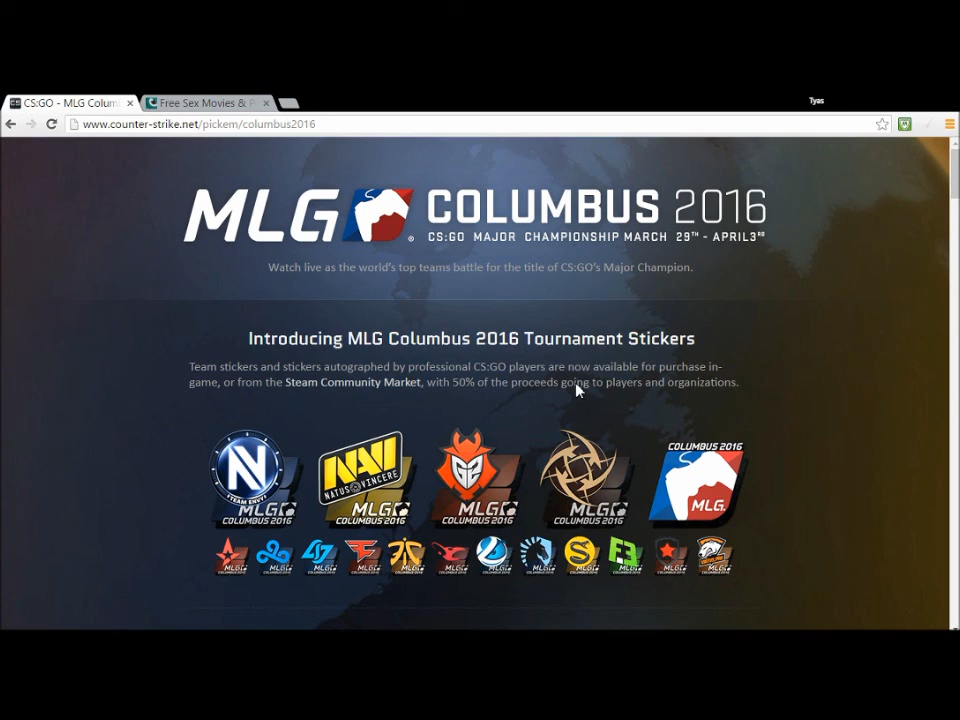 CS:GO - MLG Colum
Free Sex Movies & P
Tyas
www.counter-strike.net/pickem/columbus2016
MLG
COLUMBUS 2016
CS:GO MAJOR CHAMPIONSHIP MARCH 29TH - APRIL3RD
Watch live as the world's top teams battle for the title of CS:GO's Major Champion.
Introducing MLG Columbus 2016 Tournament Stickers
Team stickers and stickers autographed by professional CS:GO players are now available for purchase in-
game, or from the Steam Community Market, with 50% of the proceeds going to players and organizations.
TEAM ENVY
MLG
COLUMBUS 2016
NAVI
NATUS VINCERE
MLG
COLUMBUS 2016
G2
MLG
COLUMBUS 2016
MLG
COLUMBUS 2016
COLUMBUS 2016
MLG.